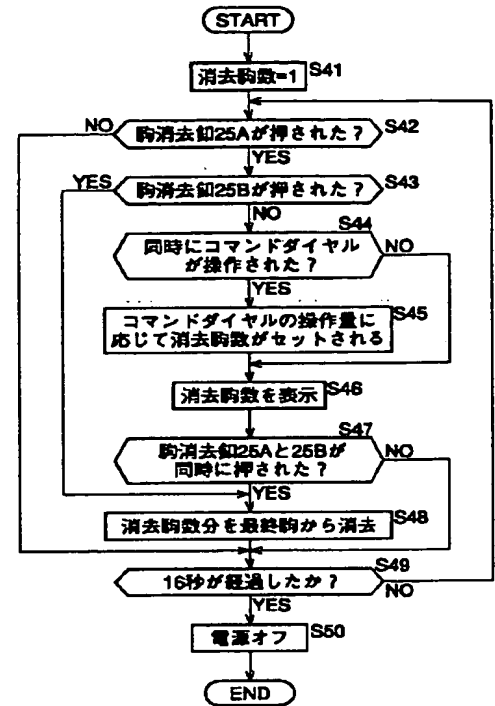 START
消去駒数=1
S41
NO
駒消去釦25Aが押された?
S42
YES
YES
駒消去釦25Bが押された?
S43
NO
S44
同時にコマンドダイヤル
が操作された?
NO
YES
コマンドダイヤルの操作量に
応じて消去駒数がセットされる
S45
消去駒数を表示
S46
S47
駒消去釦25Aと25Bが
同時に押された?
NO
YES
消去駒数分を最終駒から消去
S48
S49
16秒が経過したか?
NO
YES
電源オフ
S50
END